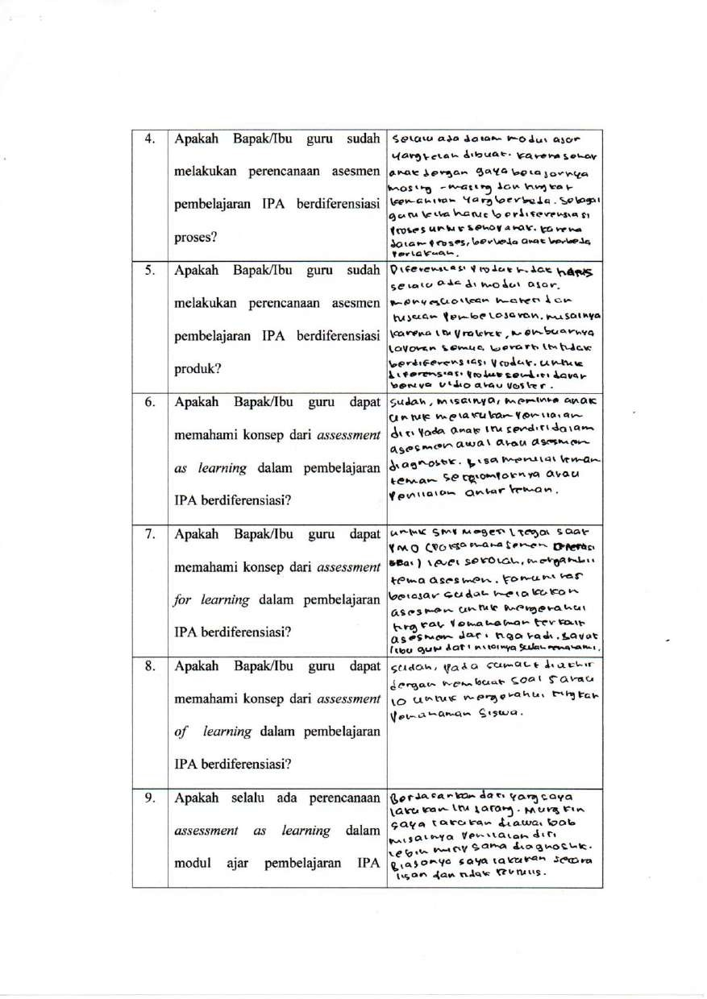 4.
Apakah Bapak/Ibu guru sudah
melakukan perencanaan asesmen
pembelajaran IPA berdiferensiasi
proses?
Selalu ada dalam modul ajar
yang telah dibuat. Karena setiap
anak dengan gaya belajarnya
masing-masing dan tingkat
kemampuan yang berbeda. Sebagai
guru kita harus berdiferensiasi
proses untuk setiap anak. Karena
dalam proses, berbeda anak berbeda
perlakuan.
5.
Apakah Bapak/Ibu guru sudah
melakukan perencanaan asesmen
pembelajaran IPA berdiferensiasi
produk?
Diferensiasi produk tidak harus
selalu ada di modul ajar.
menyesuaikan materi dan
tujuan pembelajaran, misalnya
karena itu praktek, membuatnya
laporan semua, berarti itu tidak
berdiferensiasi produk. Untuk
diferensiasi produk sendiri dapat
berupa vidio atau poster.
6.
Apakah Bapak/Ibu guru dapat
memahami konsep dari assessment
as learning dalam pembelajaran
IPA berdiferensiasi?
Sudah, misalnya, meminta anak
untuk melakukan penilaian
diri pada anak itu sendiri dalam
asesmen awal atau asesmen
diagnostik. Bisa menilai teman
teman sekelompoknya atau
penilaian antar teman.
7.
Apakah Bapak/Ibu guru dapat
memahami konsep dari assessment
for learning dalam pembelajaran
IPA berdiferensiasi?
untuk SMP Negeri 1 Tegal saat
PMO (Poksamanajemen Operasi
) level sekolah, mengambil
tema asesmen. Komunitas
belajar sudah melakukan
asesmen untuk mengetahui
tingkat pemahaman terkait
asesmen dari tiga tadi. Bapak
/ibu guru dari nilainya sudah memahami.
8.
Apakah Bapak/Ibu guru dapat
memahami konsep dari assessment
of learning dalam pembelajaran
IPA berdiferensiasi?
sudah, pada sumatif diakhir
dengan membuat soal 5 atau
10 untuk mengetahui tingkat
pemahaman siswa.
9.
Apakah selalu ada perencanaan
assessment as learning dalam
modul ajar pembelajaran IPA
Berdasarkan dari yang saya
lakukan itu jarang. Mungkin
saya lakukan diawal bab
misalnya penilaian diri
lebih mirip sama diagnostik.
Biasanya saya lakukan secara
lisan dan tidak tertulis.